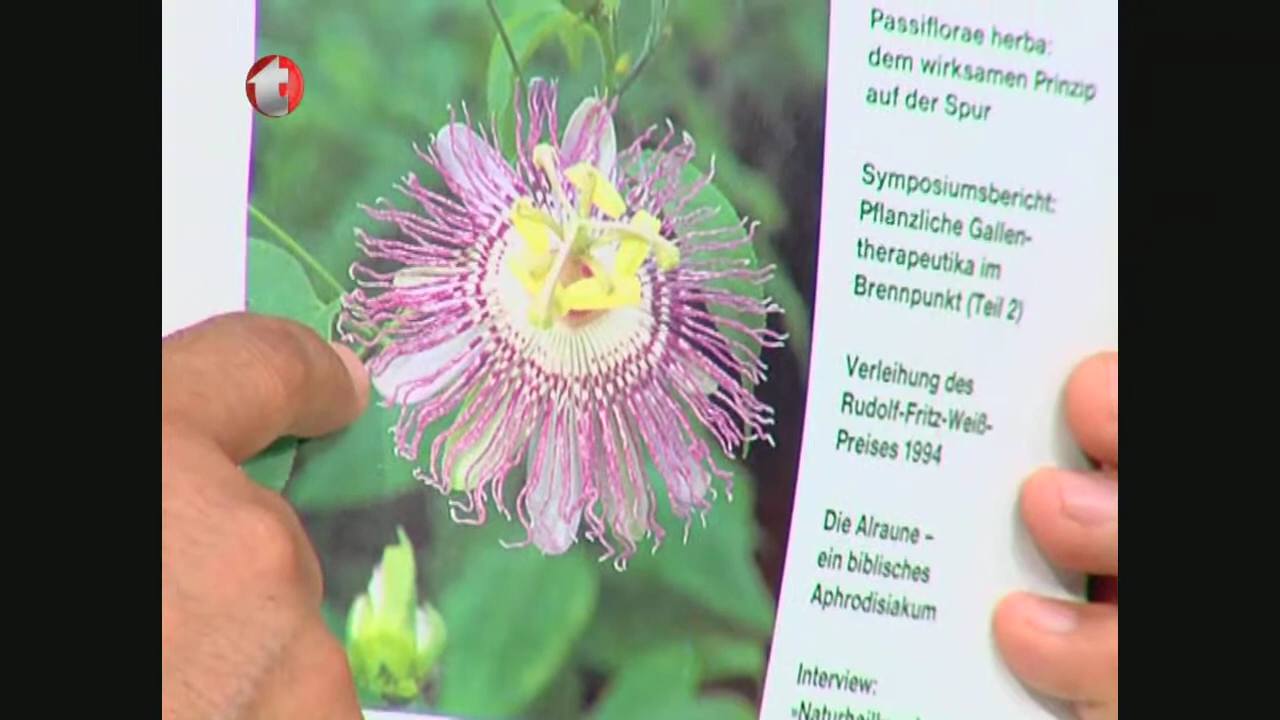 Passiflorae herba:
dem wirksamen Prinzip
auf der Spur
Symposiumsbericht:
Pflanzliche Gallen-
therapeutika im
Brennpunkt (Teil 2)
Verleihung des
Rudolf-Fritz-Weiß-
Preises 1994
Die Alraune –
ein biblisches
Aphrodisiakum
Interview: